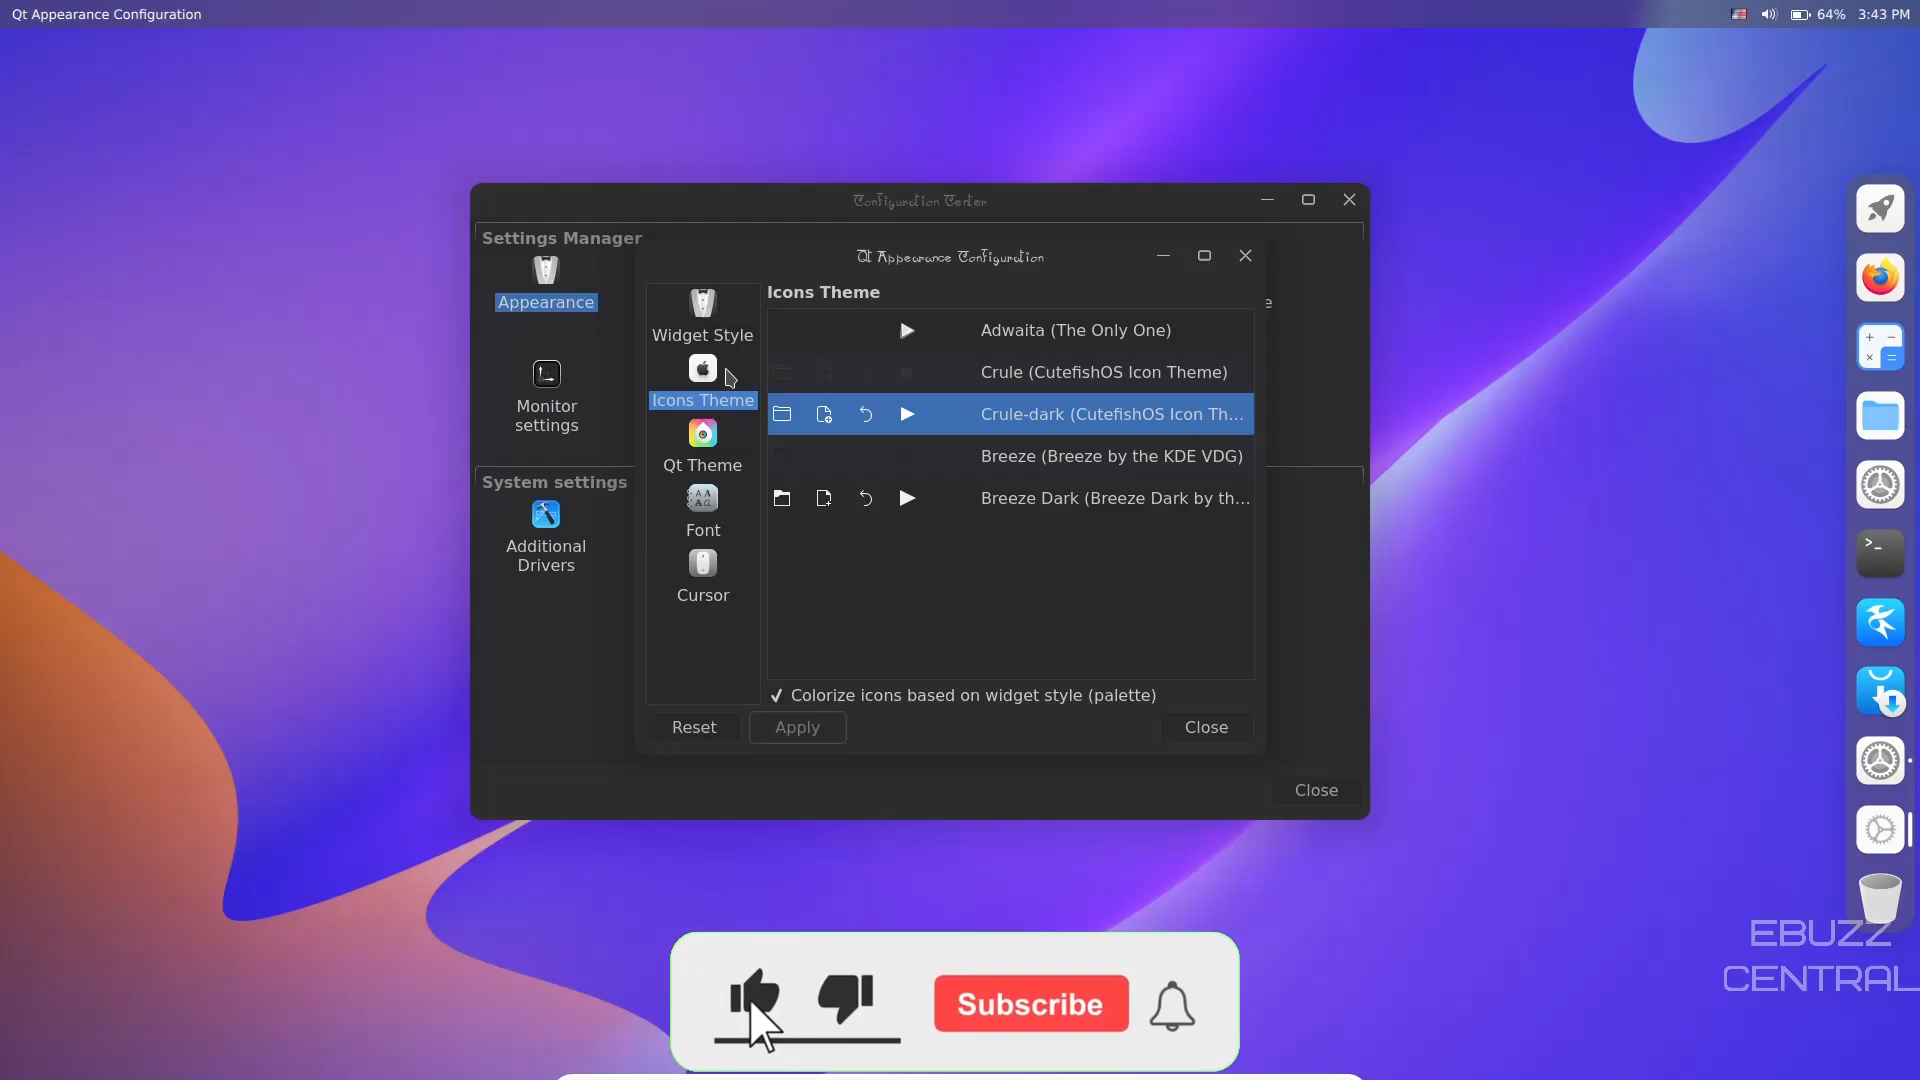 Qt Appearance Configuration
64% 3:43 PM
Configuration Center
Settings Manager
Appearance
Monitor
settings
System settings
Additional
Drivers
Qt Appearance Configuration
Widget Style
Icons Theme
Qt Theme
Font
Cursor
Icons Theme
Adwaita (The Only One)
Crule (CutefishOS Icon Theme)
Crule-dark (CutefishOS Icon Th...
Breeze (Breeze by the KDE VDG)
Breeze Dark (Breeze Dark by th...
Colorize icons based on widget style (palette)
Reset
Apply
Close
e
Close
Subscribe
EBUZZ
CENTRAL